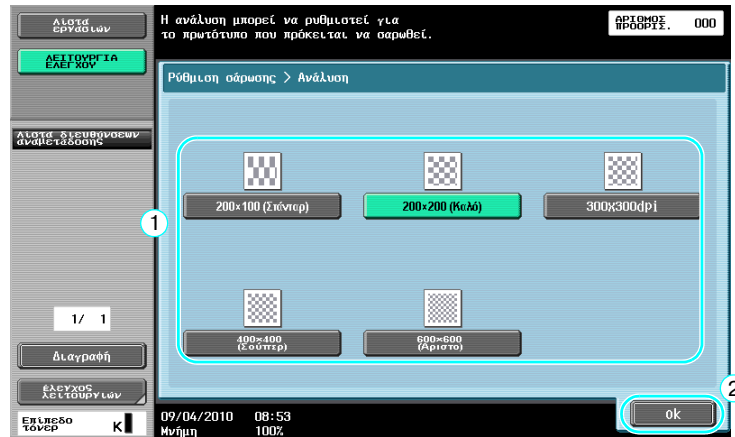 Λίστα
εργασιών
ΛΕΙΤΟΥΡΓΙΑ
ΕΛΕΓΧΟΥ
Λίστα διευθύνσεων
αναμετάδοσης
1/ 1
Διαγραφή
έλεγχος
λειτουργιών
Επίπεδο
τόνερ
K
Η ανάλυση μπορεί να ρυθμιστεί για
το πρωτότυπο που πρόκειται να σαρωθεί.
ΑΡΙΘΜΟΣ
ΠΡΟΟΡΙΣ. 000
Ρύθμιση σάρωσης > Ανάλυση
1
200×100 (Στάνταρ)
200×200 (Καλό)
300X300dpi
400×400
(Σούπερ)
600×600
(Άριστο)
2
ok
09/04/2010 08:53
Μνήμη 100%